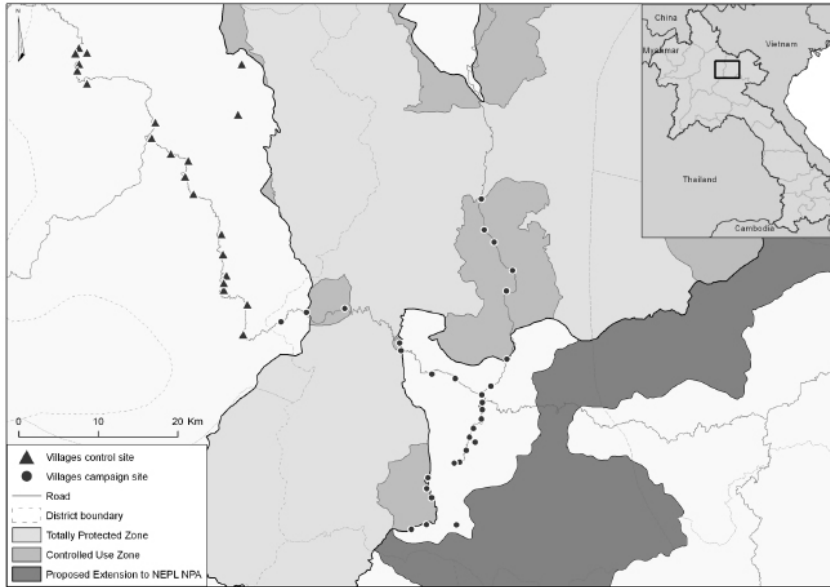 N
China
Vietnam
Myanmar
Thailand
Cambodia
0 10 20 Km
Villages control site
Villages campaign site
Road
District boundary
Totally Protected Zone
Controlled Use Zone
Proposed Extension to NEPL NPA